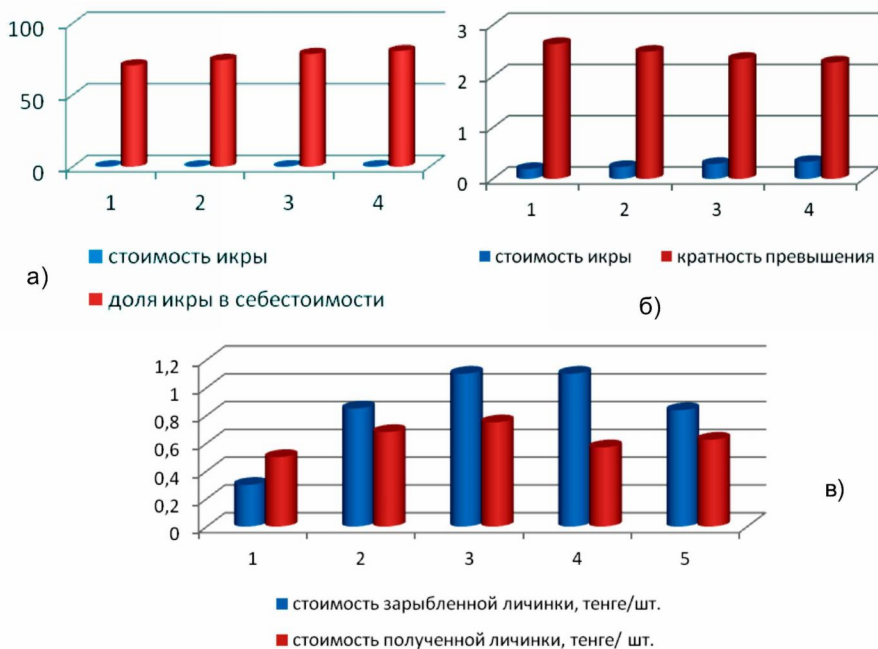 100
50
0
1 2 3 4
стоимость икры
доля икры в себестоимости
а)
3
2
1
0
1 2 3 4
стоимость икры кратность превышения
б)
1,2
1
0,8
0,6
0,4
0,2
0
1 2 3 4 5
стоимость зарыбленной личинки, тенге/шт.
стоимость полученной личинки, тенге/ шт.
в)